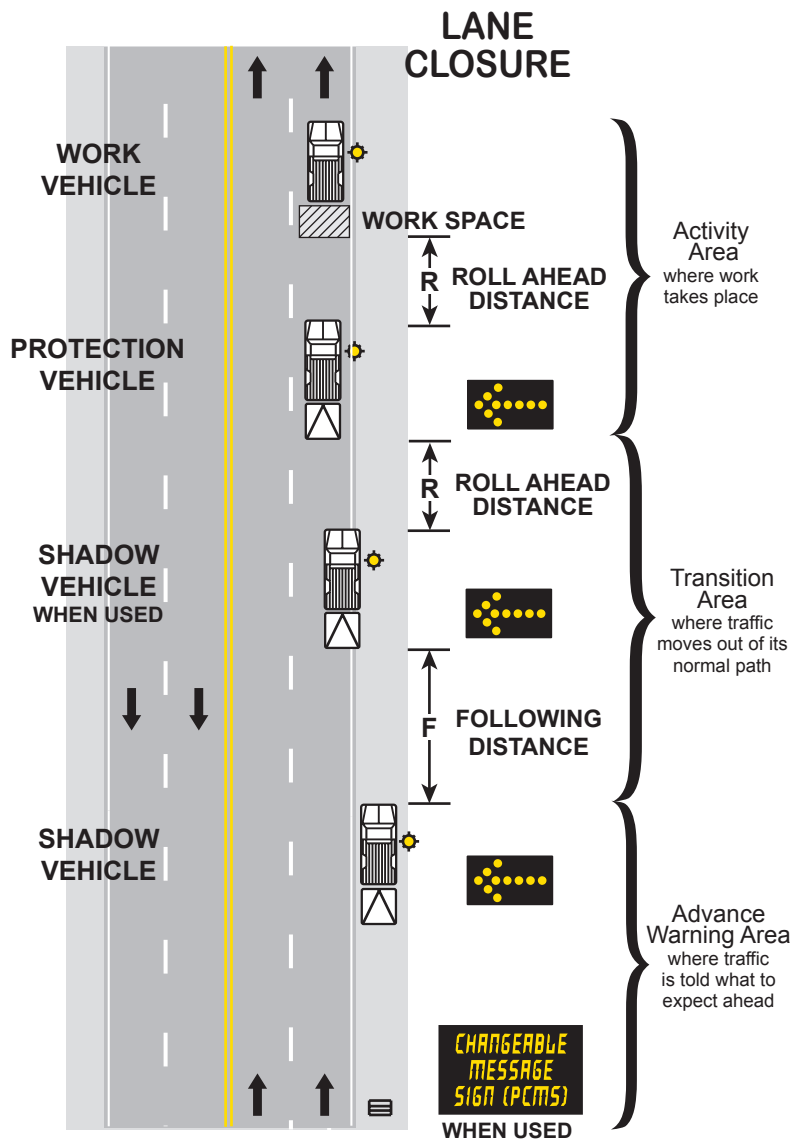 LANE
CLOSURE
WORK
VEHICLE
WORK SPACE
R
ROLL AHEAD
DISTANCE
Activity
Area
where work
takes place
PROTECTION
VEHICLE
R
ROLL AHEAD
DISTANCE
SHADOW
VEHICLE
WHEN USED
Transition
Area
where traffic
moves out of its
normal path
F
FOLLOWING
DISTANCE
SHADOW
VEHICLE
Advance
Warning Area
where traffic
is told what to
expect ahead
CHANGEABLE
MESSAGE
SIGN (PCMS)
WHEN USED